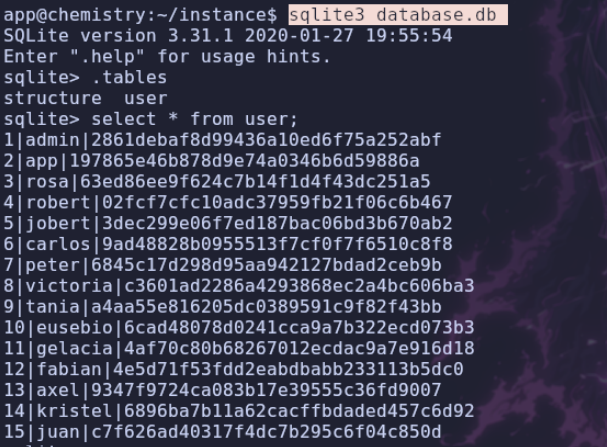 app@chemistry:~/instance$ sqlite3 database.db
SQLite version 3.31.1 2020-01-27 19:55:54
Enter ".help" for usage hints.
sqlite> .tables
structure  user
sqlite> select * from user;
1|admin|2861debaf8d99436a10ed6f75a252abf
2|app|197865e46b878d9e74a0346b6d59886a
3|rosa|63ed86ee9f624c7b14f1d4f43dc251a5
4|robert|02fcf7cfc10adc37959fb21f06c6b467
5|jobert|3dec299e06f7ed187bac06bd3b670ab2
6|carlos|9ad48828b0955513f7cf0f7f6510c8f8
7|peter|6845c17d298d95aa942127bdad2ceb9b
8|victoria|c3601ad2286a4293868ec2a4bc606ba3
9|tania|a4aa55e816205dc0389591c9f82f43bb
10|eusebio|6cad48078d0241cca9a7b322ecd073b3
11|gelacia|4af70c80b68267012ecdac9a7e916d18
12|fabian|4e5d71f53fdd2eabdbabb233113b5dc0
13|axel|9347f9724ca083b17e39555c36fd9007
14|kristel|6896ba7b11a62cacffbdaded457c6d92
15|juan|c7f626ad40317f4dc7b295c6f04c850d